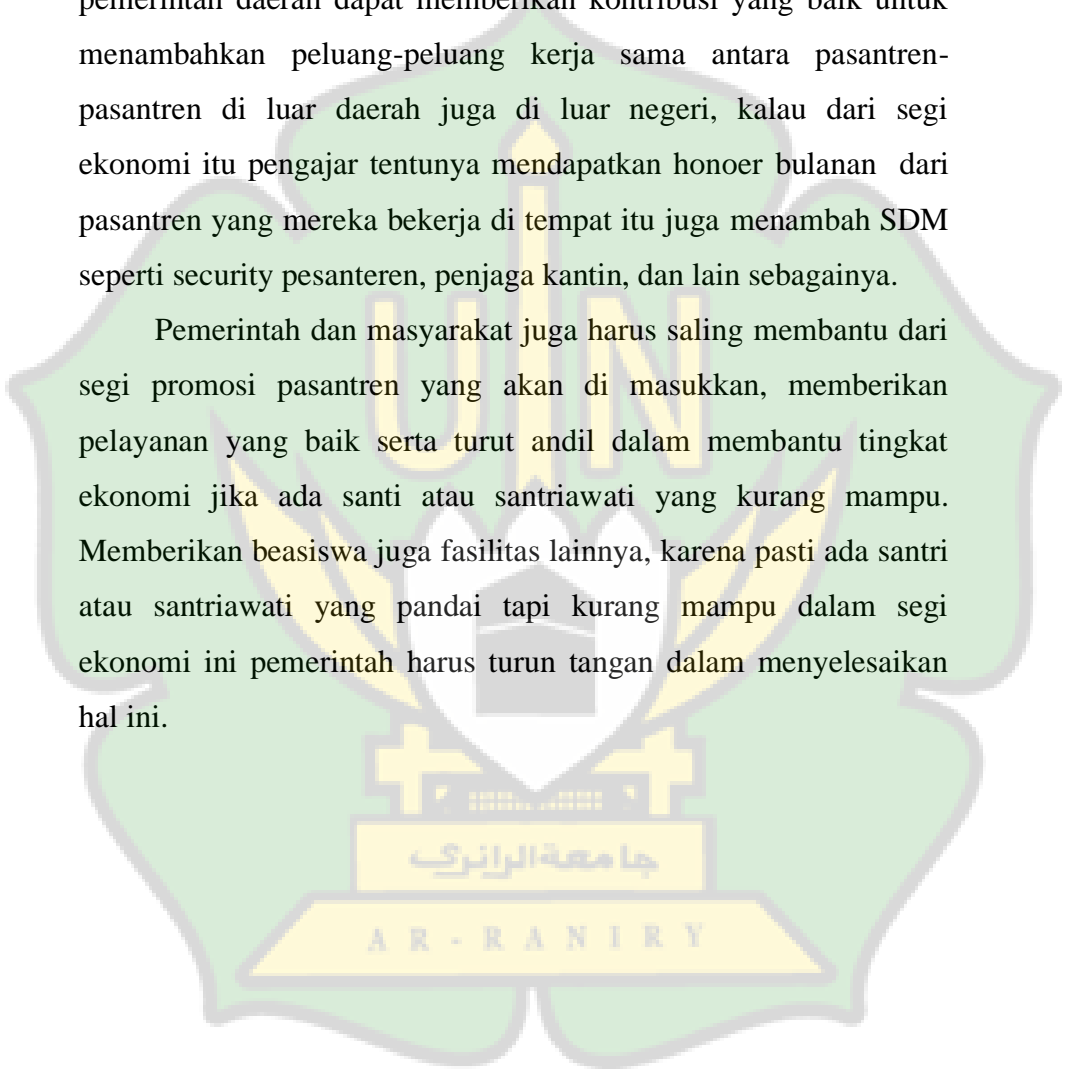 pemerintah daerah dapat memberikan kontribusi yang baik untuk
menambahkan peluang-peluang kerja sama antara pasantren-
pasantren di luar daerah juga di luar negeri, kalau dari segi
ekonomi itu pengajar tentunya mendapatkan honoer bulanan dari
pasantren yang mereka bekerja di tempat itu juga menambah SDM
seperti security pesanteren, penjaga kantin, dan lain sebagainya.
Pemerintah dan masyarakat juga harus saling membantu dari
segi promosi pasantren yang akan di masukkan, memberikan
pelayanan yang baik serta turut andil dalam membantu tingkat
ekonomi jika ada santi atau santriawati yang kurang mampu.
Memberikan beasiswa juga fasilitas lainnya, karena pasti ada santri
atau santriawati yang pandai tapi kurang mampu dalam segi
ekonomi ini pemerintah harus turun tangan dalam menyelesaikan
hal ini.
UIN
جامعة الرانري
AR-RANIRY